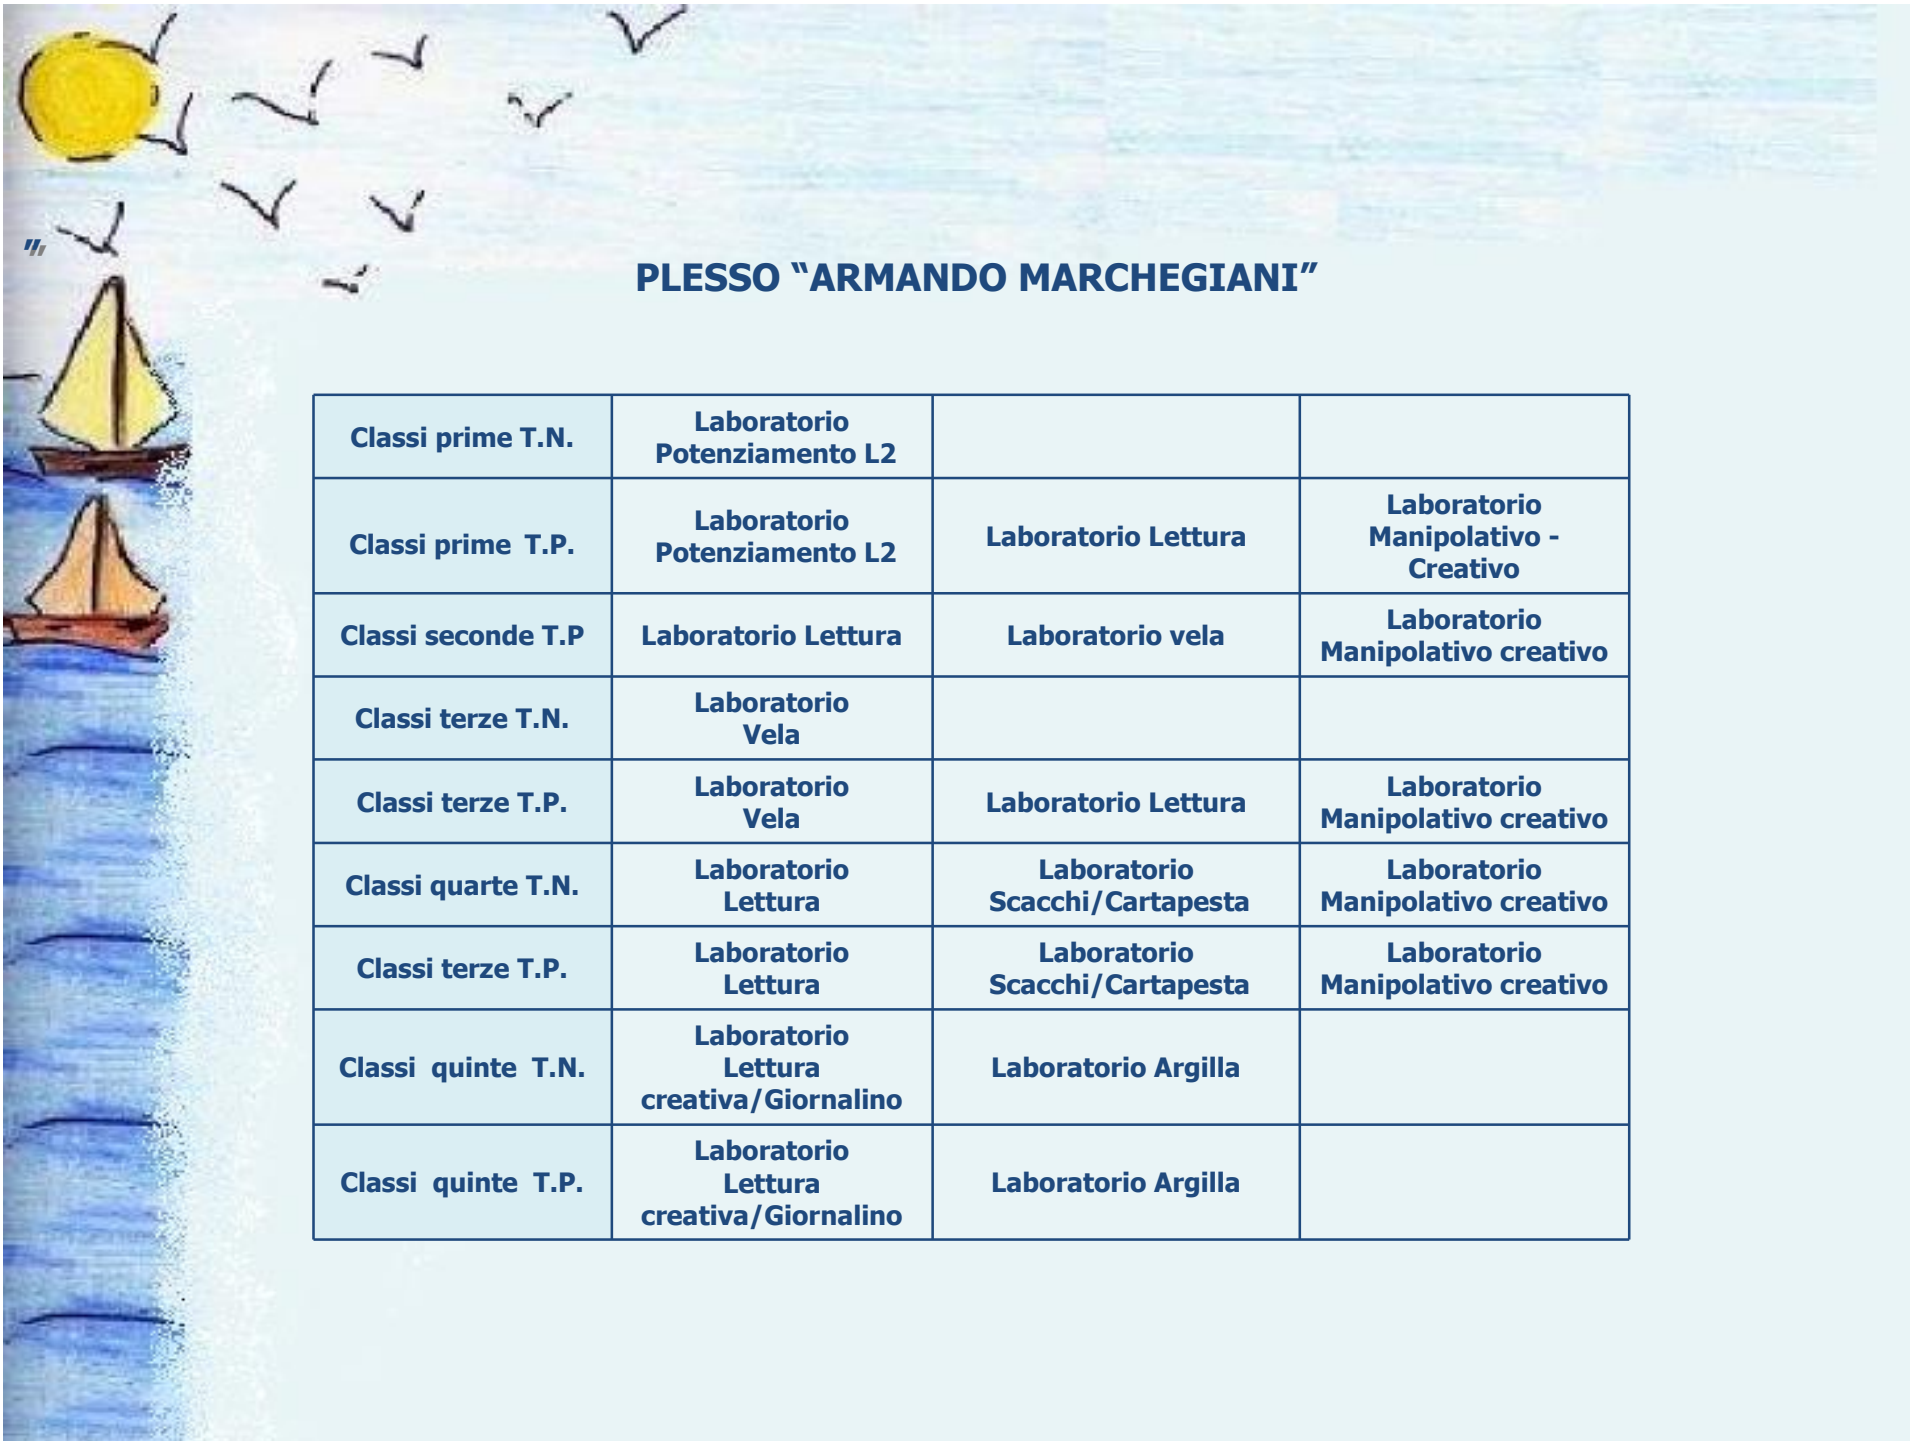 "
PLESSO “ARMANDO MARCHEGIANI”
Classi prime T.N.
Laboratorio
Potenziamento L2
Classi prime T.P.
Laboratorio
Potenziamento L2
Laboratorio Lettura
Laboratorio
Manipolativo -
Creativo
Classi seconde T.P
Laboratorio Lettura
Laboratorio vela
Laboratorio
Manipolativo creativo
Classi terze T.N.
Laboratorio
Vela
Classi terze T.P.
Laboratorio
Vela
Laboratorio Lettura
Laboratorio
Manipolativo creativo
Classi quarte T.N.
Laboratorio
Lettura
Laboratorio
Scacchi/Cartapesta
Laboratorio
Manipolativo creativo
Classi terze T.P.
Laboratorio
Lettura
Laboratorio
Scacchi/Cartapesta
Laboratorio
Manipolativo creativo
Classi quinte T.N.
Laboratorio
Lettura
creativa/Giornalino
Laboratorio Argilla
Classi quinte T.P.
Laboratorio
Lettura
creativa/Giornalino
Laboratorio Argilla